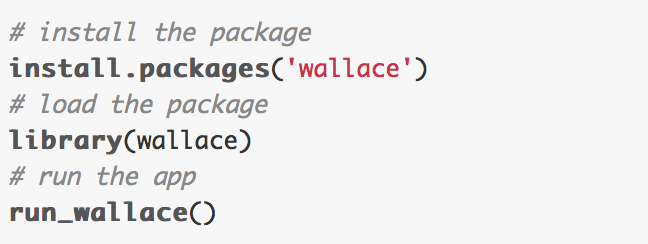 # install the package
install.packages('wallace')
# load the package
library(wallace)
# run the app
run_wallace()